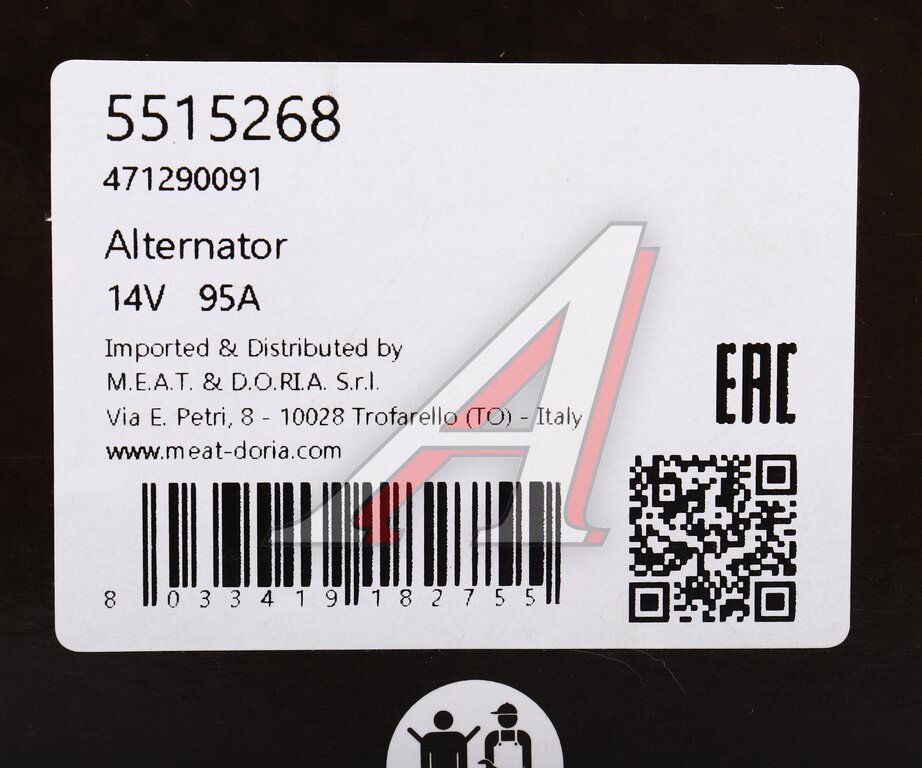 5515268
471290091
Alternator
14V 95A
Imported & Distributed by
M.E.A.T. & D.O.RI.A. S.r.l.
Via E. Petri, 8 - 10028 Trofarello (TO) - Italy
www.meat-doria.com
EAC
8 033419 182755